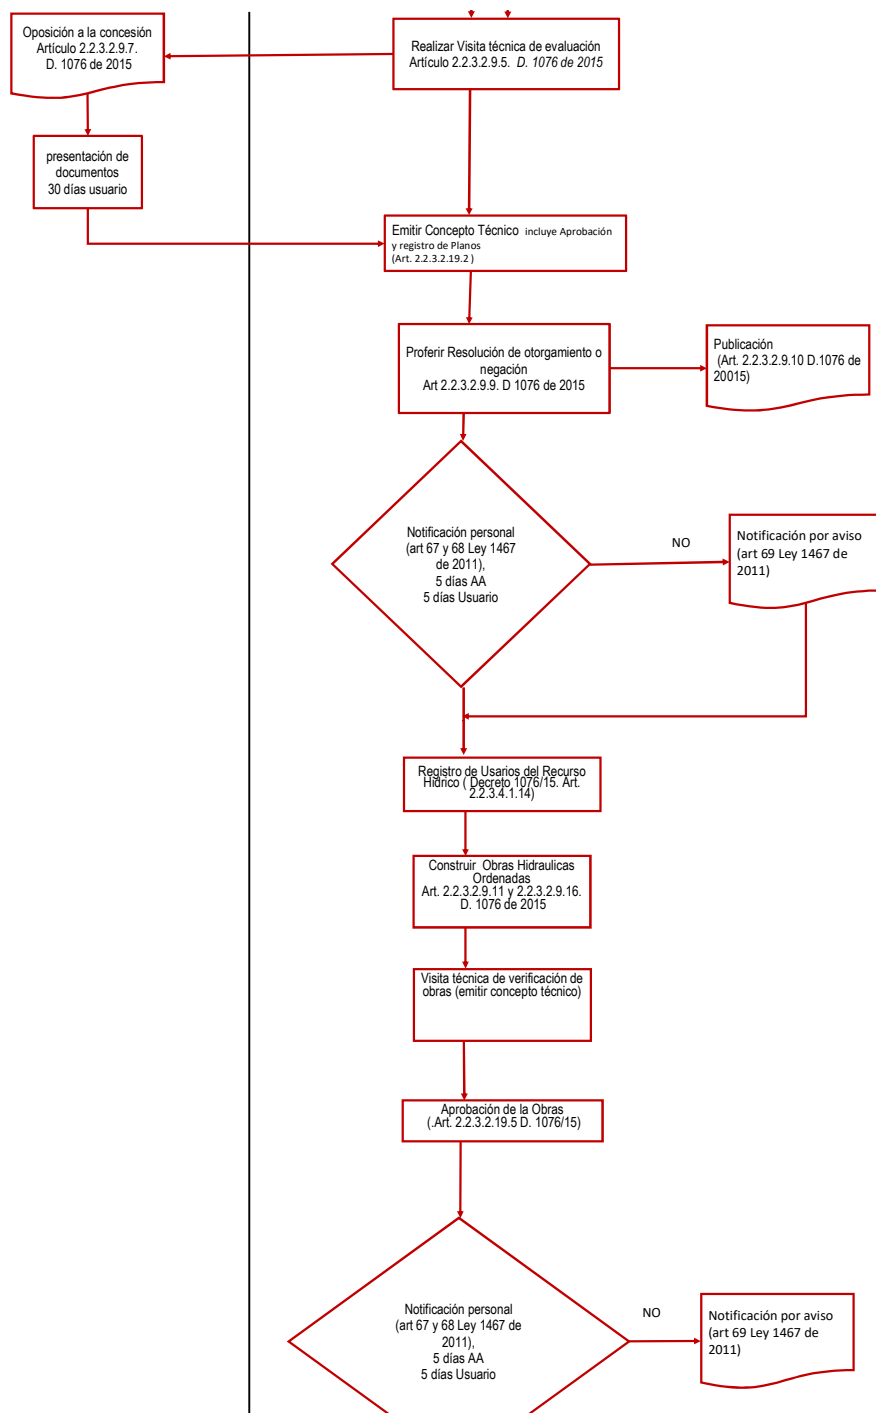 Oposición a la concesión
Artículo 2.2.3.2.9.7.
D. 1076 de 2015
Realizar Visita técnica de evaluación
Artículo 2.2.3.2.9.5. D. 1076 de 2015
presentación de
documentos
30 días usuario
Emitir Concepto Técnico incluye Aprobación
y registro de Planos
(Art. 2.2.3.2.19.2 )
Proferir Resolución de otorgamiento o
negación
Art 2.2.3.2.9.9. D 1076 de 2015
Publicación
(Art. 2.2.3.2.9.10 D.1076 de
20015)
Notificación personal
(art 67 y 68 Ley 1467
de 2011),
5 días AA
5 días Usuario
NO
Notificación por aviso
(art 69 Ley 1467 de
2011)
Registro de Usarios del Recurso
Hídrico ( Decreto 1076/15. Art.
2.2.3.4.1.14)
Construir Obras Hidraulicas
Ordenadas
Art. 2.2.3.2.9.11 y 2.2.3.2.9.16.
D. 1076 de 2015
Visita técnica de verificación de
obras (emitir concepto técnico)
Aprobación de la Obras
(.Art. 2.2.3.2.19.5 D. 1076/15)
Notificación personal
(art 67 y 68 Ley 1467 de
2011),
5 días AA
5 días Usuario
NO
Notificación por aviso
(art 69 Ley 1467 de
2011)